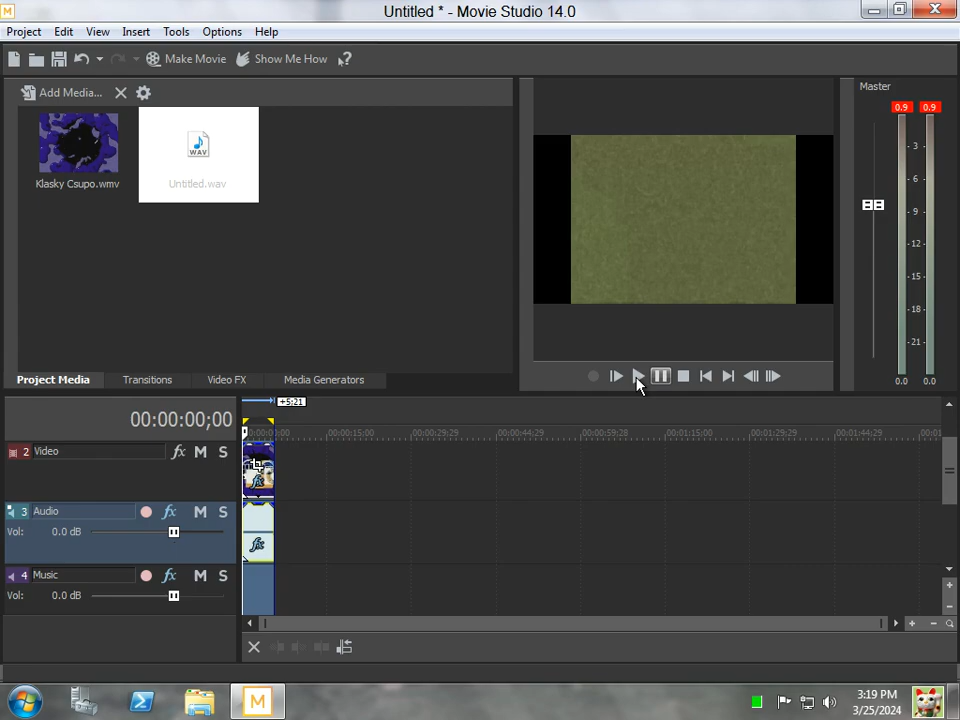 Untitled * - Movie Studio 14.0
Project Edit View Insert Tools Options Help
Make Movie Show Me How
Add Media...
Master
0.9 0.9
WAV
Klasky Csupo.wmv Untitled.wav
3
6
9
12
15
18
21
0.0 0.0
Project Media Transitions Video FX Media Generators
+5;21
00:00:00;00
00:00:15:00 00:00:29:29 00:00:44:29 00:00:59:28 00:01:15:00 00:01:29:29 00:01:44:29
2 Video fx M S
fx
3 Audio fx M S
Vol: 0.0 dB
fx
4 Music fx M S
Vol: 0.0 dB
M
3:19 PM
3/25/2024